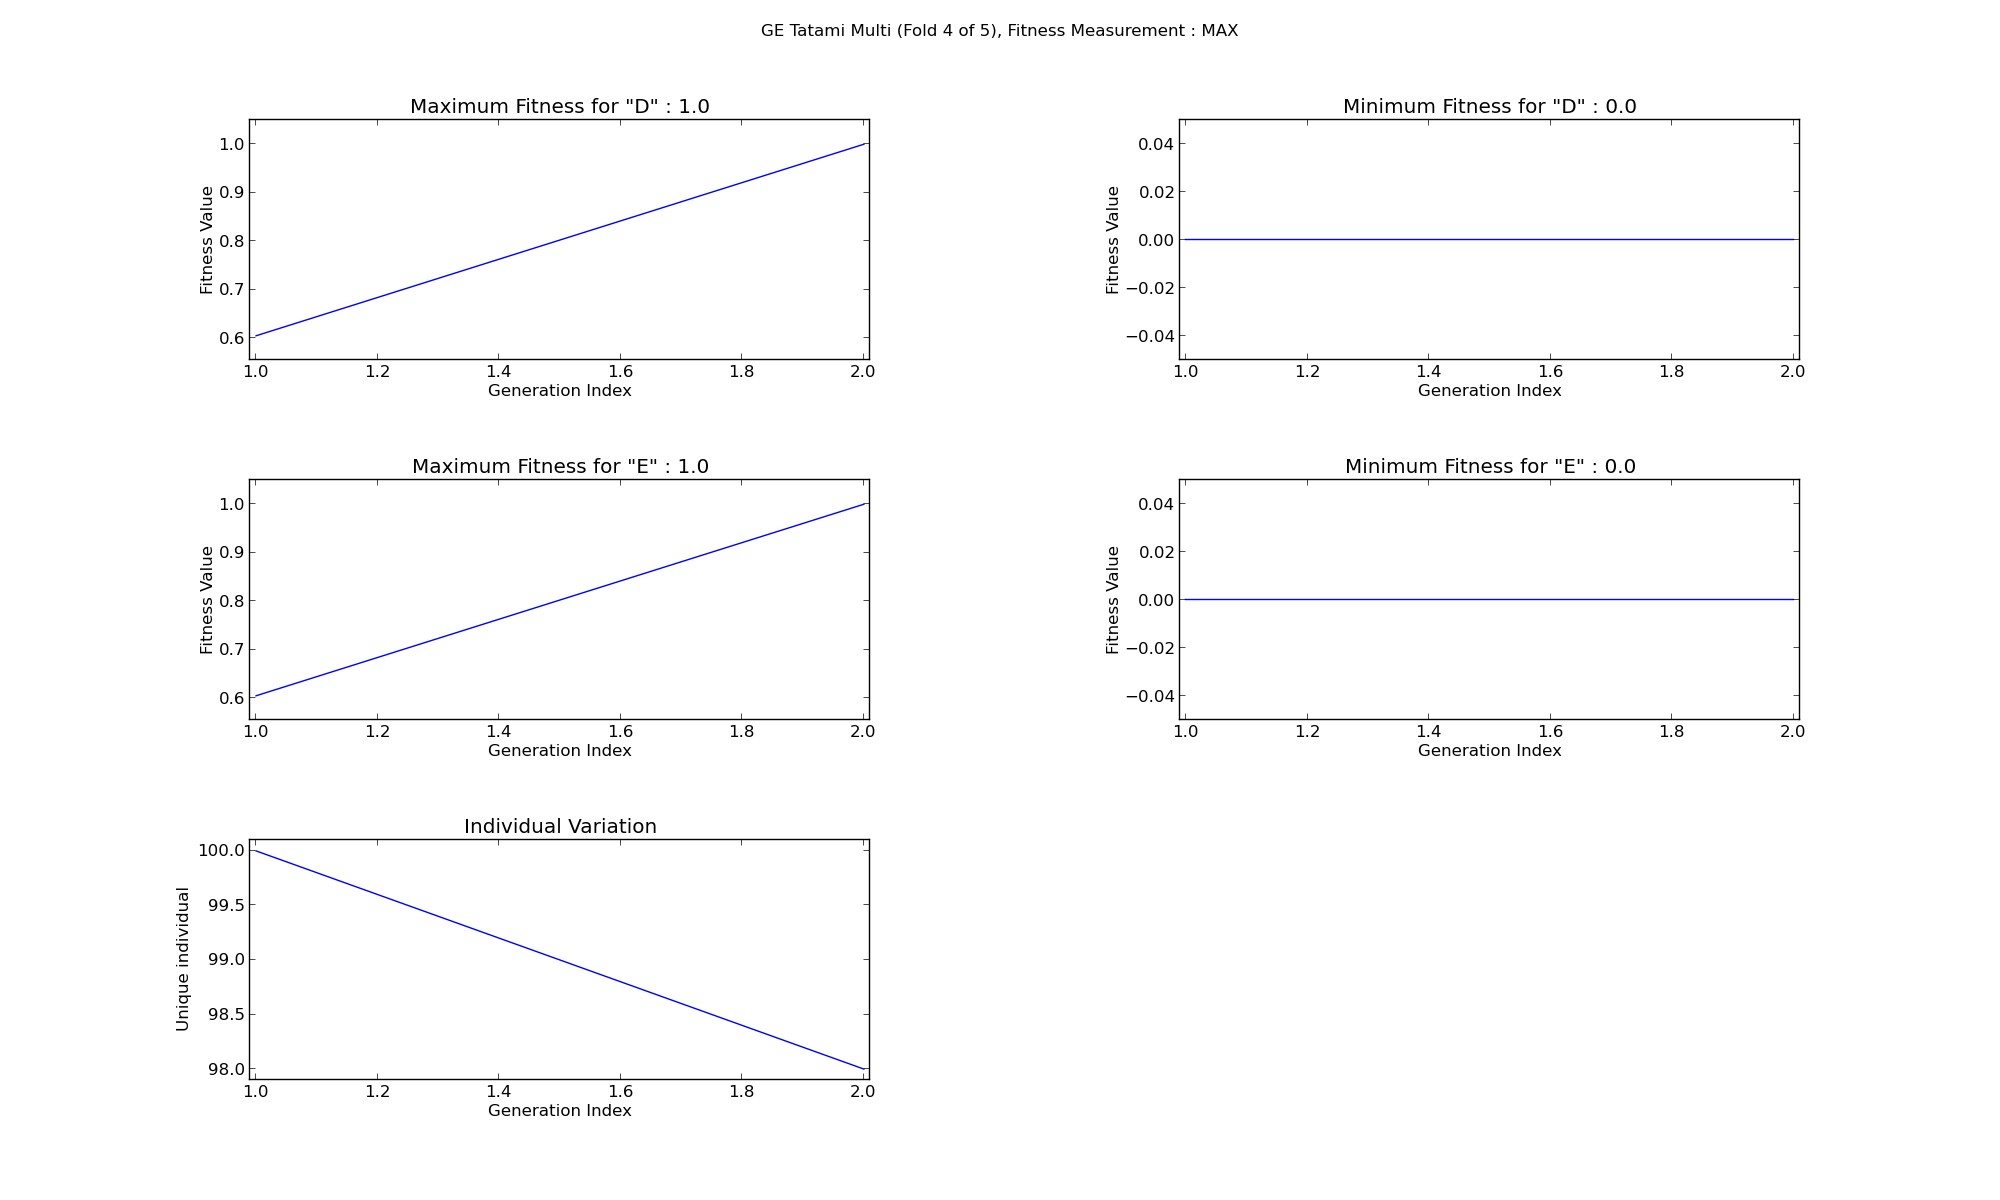 GE Tatami Multi (Fold 4 of 5), Fitness Measurement : MAX
Maximum Fitness for "D" : 1.0
Fitness Value
1.0
0.9
0.8
0.7
0.6
1.0 1.2 1.4 1.6 1.8 2.0
Generation Index
Minimum Fitness for "D" : 0.0
Fitness Value
0.04
0.02
0.00
−0.02
−0.04
1.0 1.2 1.4 1.6 1.8 2.0
Generation Index
Maximum Fitness for "E" : 1.0
Fitness Value
1.0
0.9
0.8
0.7
0.6
1.0 1.2 1.4 1.6 1.8 2.0
Generation Index
Minimum Fitness for "E" : 0.0
Fitness Value
0.04
0.02
0.00
−0.02
−0.04
1.0 1.2 1.4 1.6 1.8 2.0
Generation Index
Individual Variation
Unique individual
100.0
99.5
99.0
98.5
98.0
1.0 1.2 1.4 1.6 1.8 2.0
Generation Index